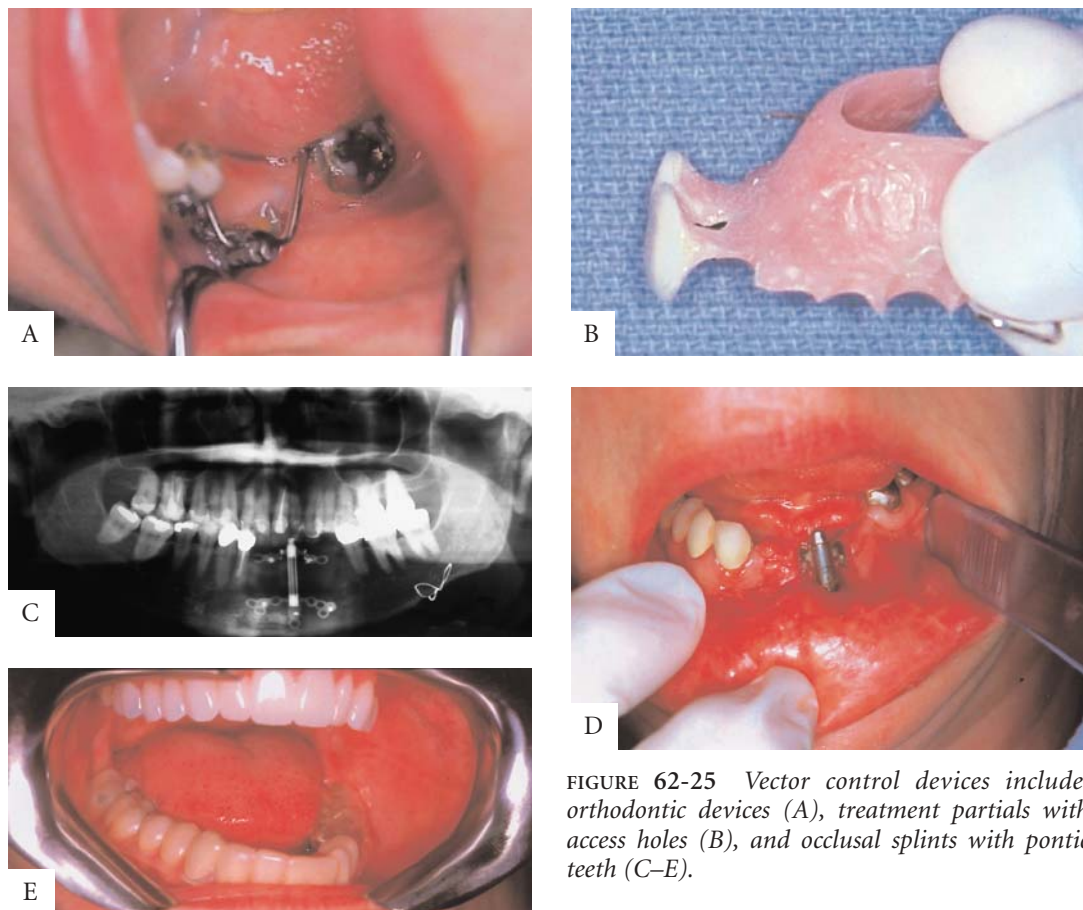 A
B
C
D
E
FIGURE 62-25 Vector control devices include
orthodontic devices (A), treatment partials with
access holes (B), and occlusal splints with pontic
teeth (C–E).